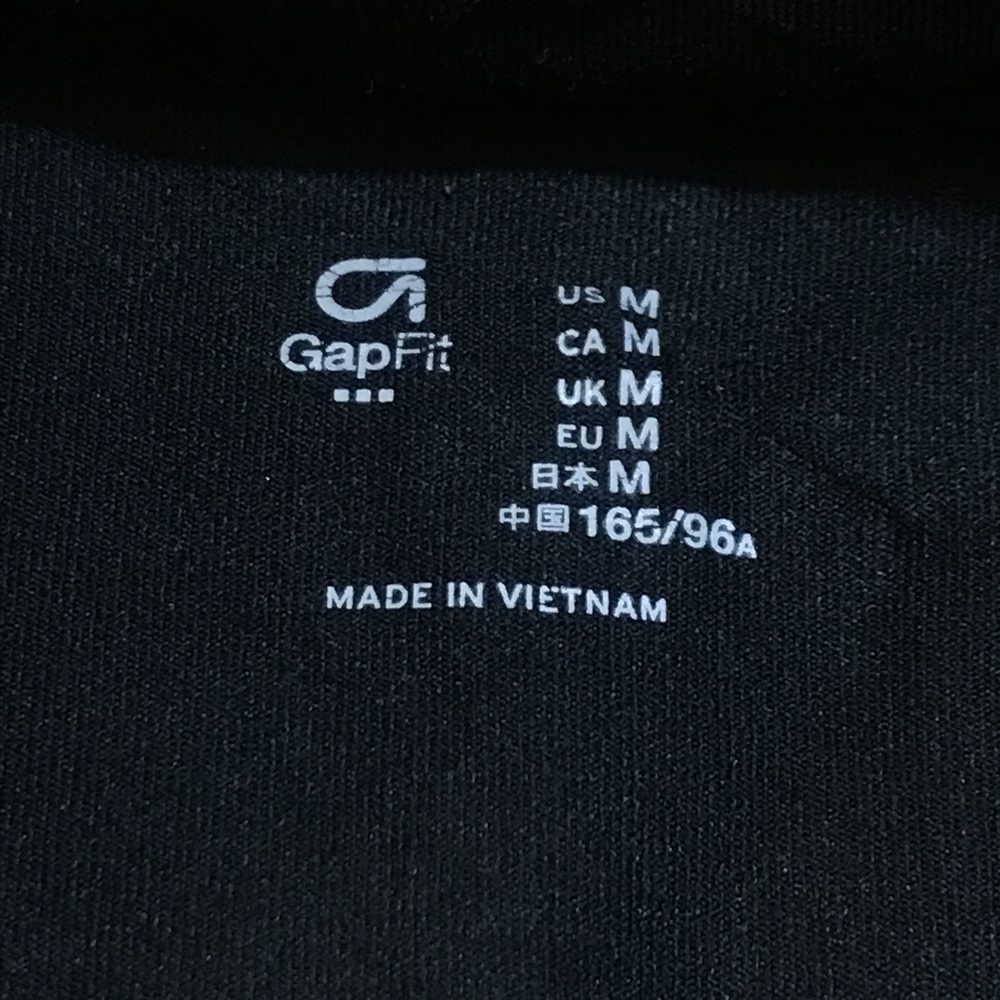 GapFit
US M
CA M
UK M
EU M
日本 M
中国 165/96A
MADE IN VIETNAM